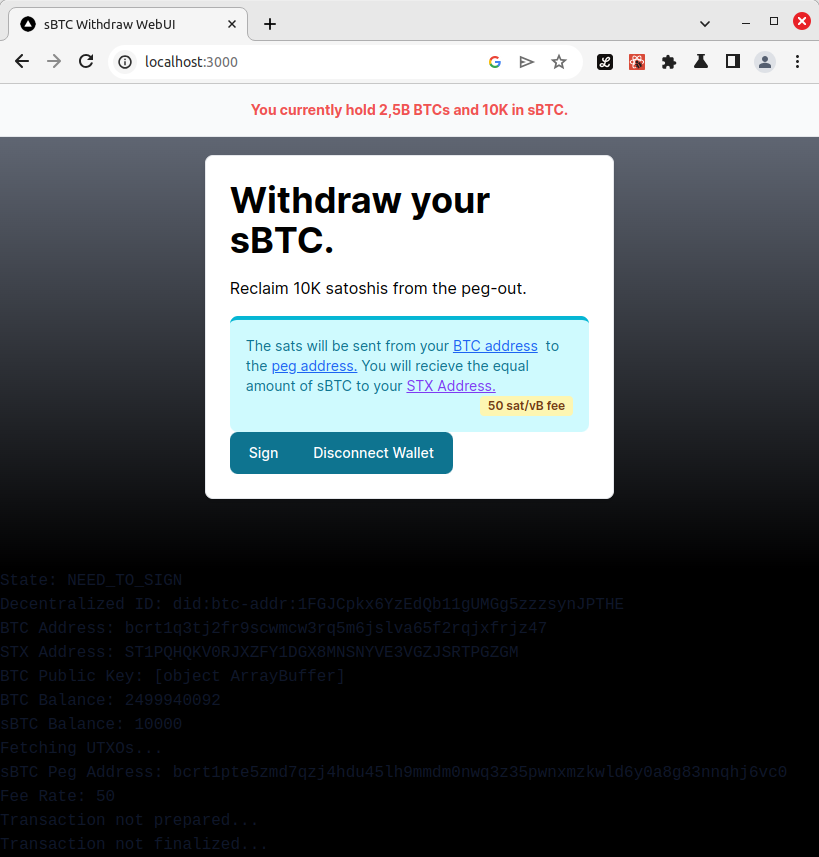 sBTC Withdraw WebUI
localhost:3000
You currently hold 2,5B BTCs and 10K in sBTC.
Withdraw your
sBTC.
Reclaim 10K satoshis from the peg-out.
The sats will be sent from your BTC address to
the peg address. You will recieve the equal
amount of sBTC to your STX Address.
50 sat/vB fee
Sign Disconnect Wallet
State: NEED_TO_SIGN
Decentralized ID: did:btc-addr:1FGJCpkx6YzEdQb11gUMGg5zzzsynJPTHE
BTC Address: bcrt1q3tj2fr9scwmcw3rq5m6jslva65f2rqjxfrjz47
STX Address: ST1PQHQKV0RJXZFY1DGX8MNSNYVE3VGZJSRTPGZGM
BTC Public Key: [object ArrayBuffer]
BTC Balance: 2499940092
sBTC Balance: 10000
Fetching UTXOs...
sBTC Peg Address: bcrt1pte5zmd7qzj4hdu45lh9mmdm0nwq3z35pwnxmzkwld6y0a8g83nnqhj6vc0
Fee Rate: 50
Transaction not prepared...
Transaction not finalized...